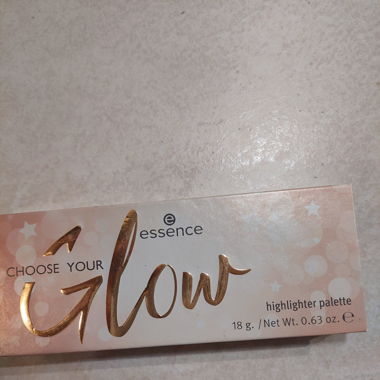 essence
CHOOSE YOUR
Glow
highlighter palette
18 g. / Net Wt. 0.63 oz. ℮